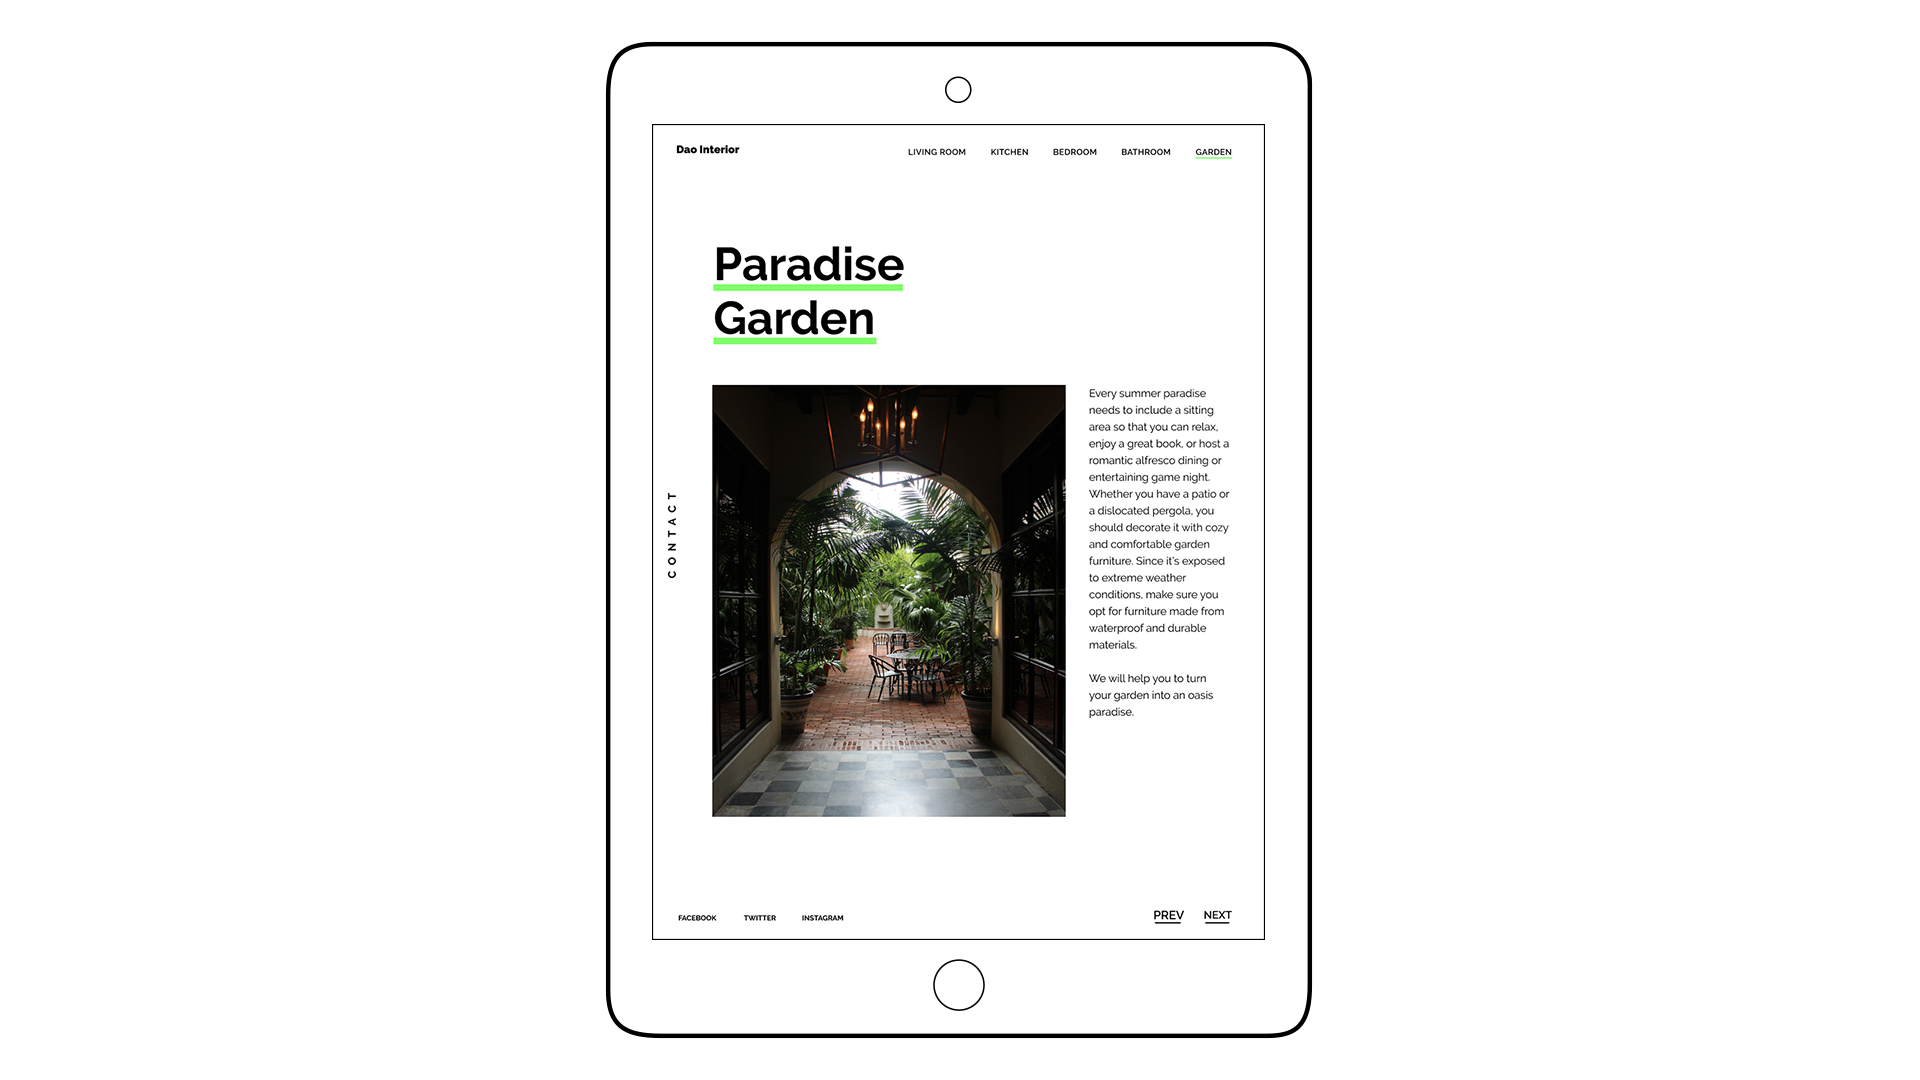 Dao Interior
LIVING ROOM KITCHEN BEDROOM BATHROOM GARDEN
Paradise
Garden
CONTACT
Every summer paradise
needs to include a sitting
area so that you can relax,
enjoy a great book, or host a
romantic alfresco dining or
entertaining game night.
Whether you have a patio or
a dislocated pergola, you
should decorate it with cozy
and comfortable garden
furniture. Since it's exposed
to extreme weather
conditions, make sure you
opt for furniture made from
waterproof and durable
materials.
We will help you to turn
your garden into an oasis
paradise.
FACEBOOK TWITTER INSTAGRAM
PREV NEXT